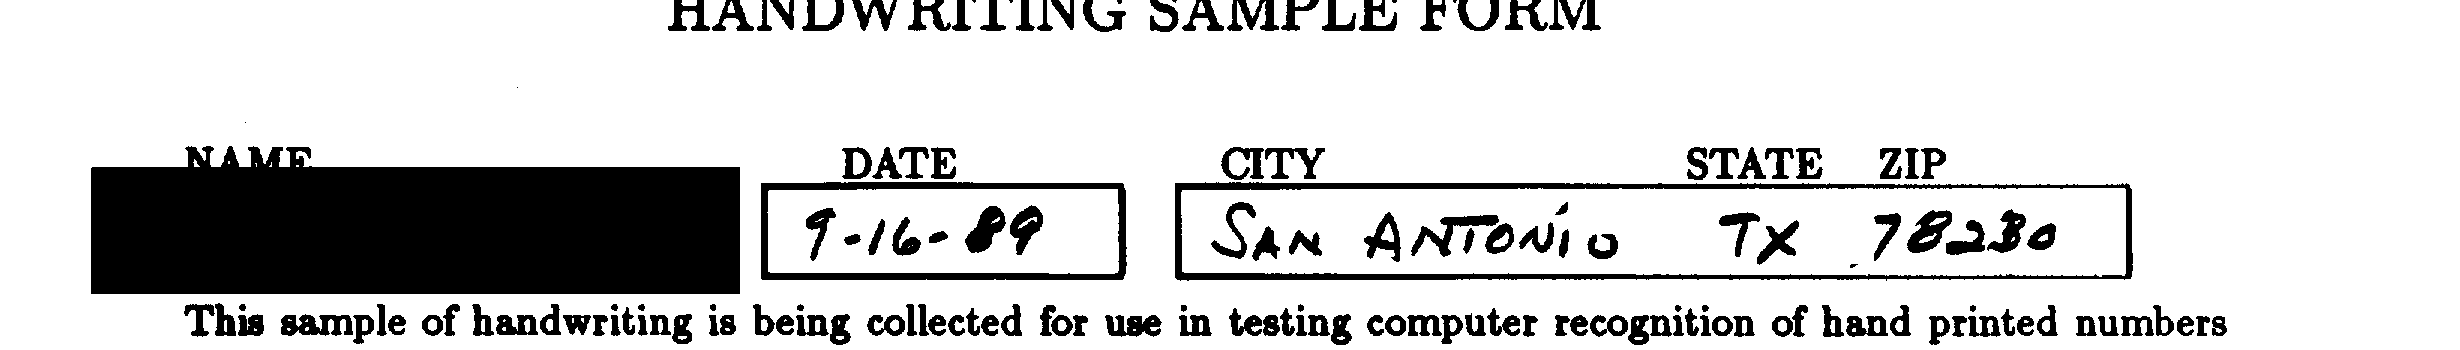 HANDWRITING SAMPLE FORM
NAME DATE CITY STATE ZIP
9-16-89 SAN ANTONIO TX 78230
This sample of handwriting is being collected for use in testing computer recognition of hand printed numbers